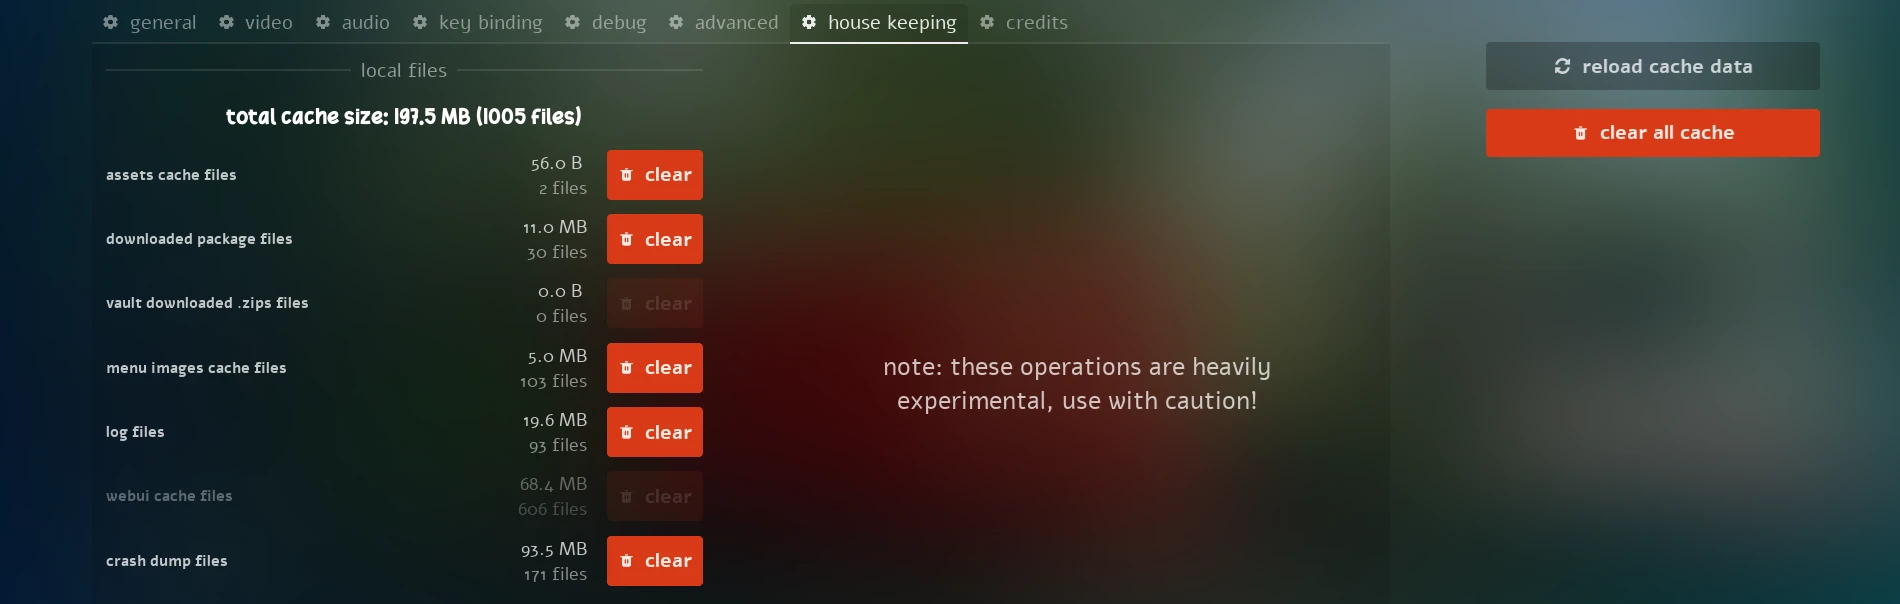 general video audio key binding debug advanced house keeping credits
local files
reload cache data
total cache size: 197.5 MB (1005 files)
clear all cache
assets cache files 56.0 B clear
2 files
downloaded package files 11.0 MB clear
30 files
vault downloaded .zips files 0.0 B clear
0 files
menu images cache files 5.0 MB clear
103 files
note: these operations are heavily
experimental, use with caution!
log files 19.6 MB clear
93 files
webui cache files 68.4 MB clear
606 files
crash dump files 93.5 MB clear
171 files